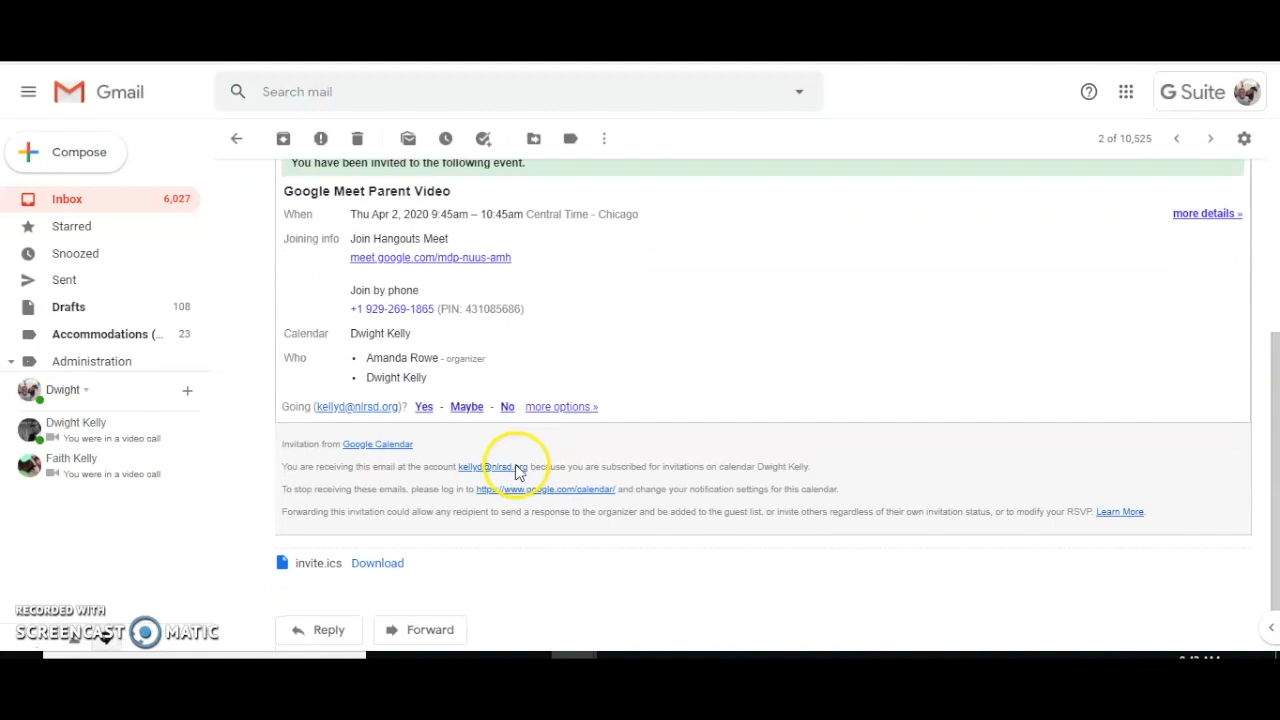 Gmail
Search mail
G Suite
Compose
2 of 10,525
You have been invited to the following event.
Inbox 6,027
Starred
Snoozed
Sent
Drafts 108
Accommodations (... 23
Administration
Dwight
Dwight Kelly
You were in a video call
Faith Kelly
You were in a video call
Google Meet Parent Video
When Thu Apr 2, 2020 9:45am – 10:45am Central Time - Chicago
more details »
Joining info Join Hangouts Meet
meet.google.com/mdp-nuus-amh
Join by phone
+1 929-269-1865 (PIN: 431085686)
Calendar Dwight Kelly
Who • Amanda Rowe - organizer
• Dwight Kelly
Going (kellyd@nlrsd.org)? Yes - Maybe - No more options »
Invitation from Google Calendar
You are receiving this email at the account kellyd@nlrsd.org because you are subscribed for invitations on calendar Dwight Kelly.
To stop receiving these emails, please log in to https://www.google.com/calendar/ and change your notification settings for this calendar.
Forwarding this invitation could allow any recipient to send a response to the organizer and be added to the guest list, or invite others regardless of their own invitation status, or to modify your RSVP. Learn More.
invite.ics Download
Reply Forward
RECORDED WITH
SCREENCAST MATIC